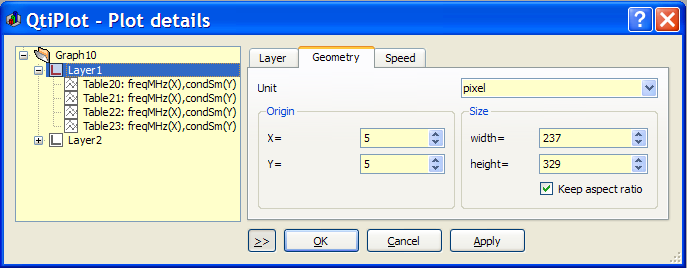 QtiPlot - Plot details
Graph10
Layer1
Table20: freqMHz(X),condSm(Y)
Table21: freqMHz(X),condSm(Y)
Table22: freqMHz(X),condSm(Y)
Table23: freqMHz(X),condSm(Y)
Layer2
Layer Geometry Speed
Unit pixel
Origin
X= 5
Y= 5
Size
width= 237
height= 329
Keep aspect ratio
>> OK Cancel Apply